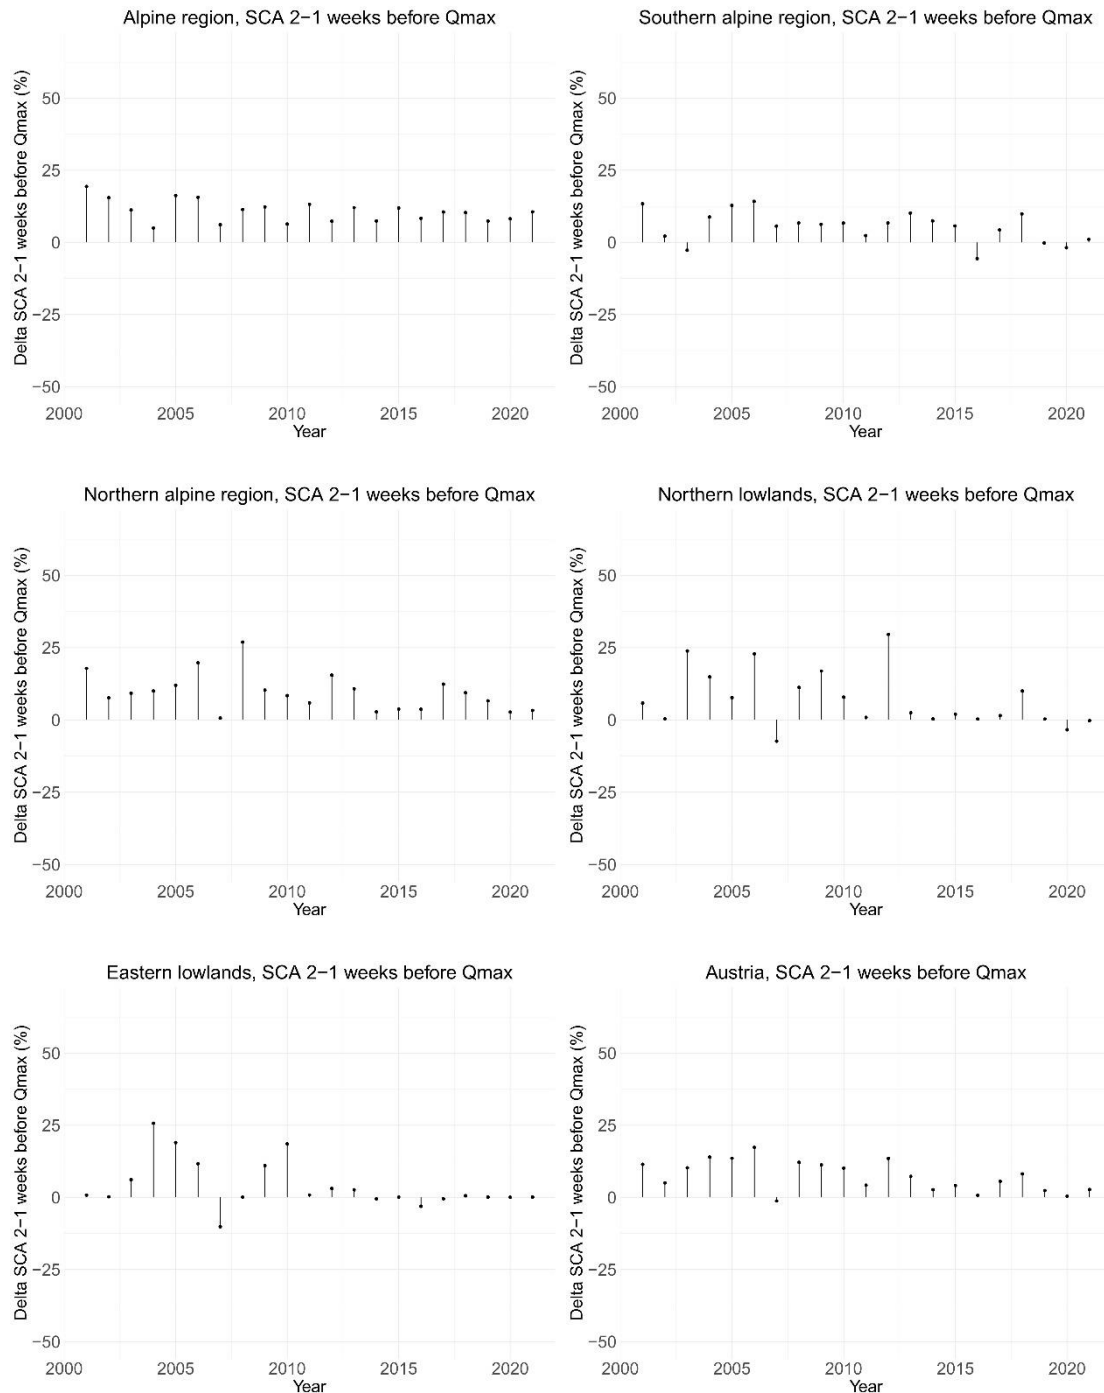 Alpine region, SCA 2−1 weeks before Qmax
Delta SCA 2−1 weeks before Qmax (%)
50
25
0
−25
−50
2000 2005 2010 2015 2020
Year
Southern alpine region, SCA 2−1 weeks before Qmax
Delta SCA 2−1 weeks before Qmax (%)
50
25
0
−25
−50
2000 2005 2010 2015 2020
Year
Northern alpine region, SCA 2−1 weeks before Qmax
Delta SCA 2−1 weeks before Qmax (%)
50
25
0
−25
−50
2000 2005 2010 2015 2020
Year
Northern lowlands, SCA 2−1 weeks before Qmax
Delta SCA 2−1 weeks before Qmax (%)
50
25
0
−25
−50
2000 2005 2010 2015 2020
Year
Eastern lowlands, SCA 2−1 weeks before Qmax
Delta SCA 2−1 weeks before Qmax (%)
50
25
0
−25
−50
2000 2005 2010 2015 2020
Year
Austria, SCA 2−1 weeks before Qmax
Delta SCA 2−1 weeks before Qmax (%)
50
25
0
−25
−50
2000 2005 2010 2015 2020
Year